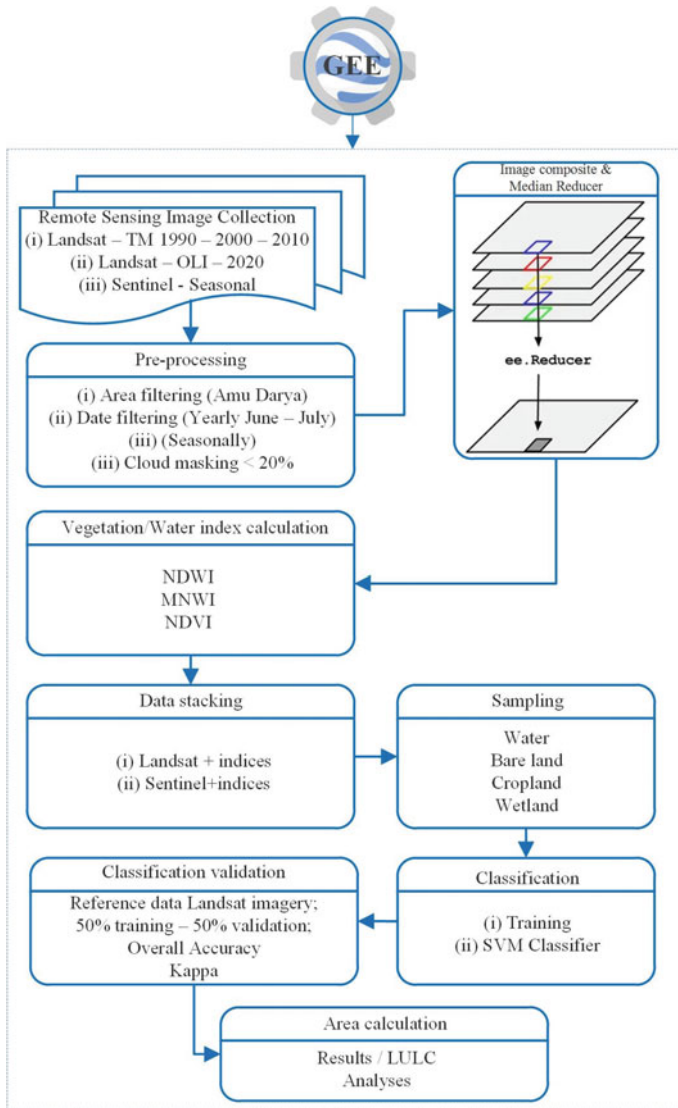 GEE
Remote Sensing Image Collection
(i) Landsat – TM 1990 – 2000 – 2010
(ii) Landsat – OLI – 2020
(iii) Sentinel - Seasonal
Image composite &
Median Reducer
ee.Reducer
Pre-processing
(i) Area filtering (Amu Darya)
(ii) Date filtering (Yearly June – July)
(iii) (Seasonally)
(iii) Cloud masking < 20%
Vegetation/Water index calculation
NDWI
MNWI
NDVI
Data stacking
(i) Landsat + indices
(ii) Sentinel+indices
Sampling
Water
Bare land
Cropland
Wetland
Classification
(i) Training
(ii) SVM Classifier
Classification validation
Reference data Landsat imagery;
50% training – 50% validation;
Overall Accuracy
Kappa
Area calculation
Results / LULC
Analyses